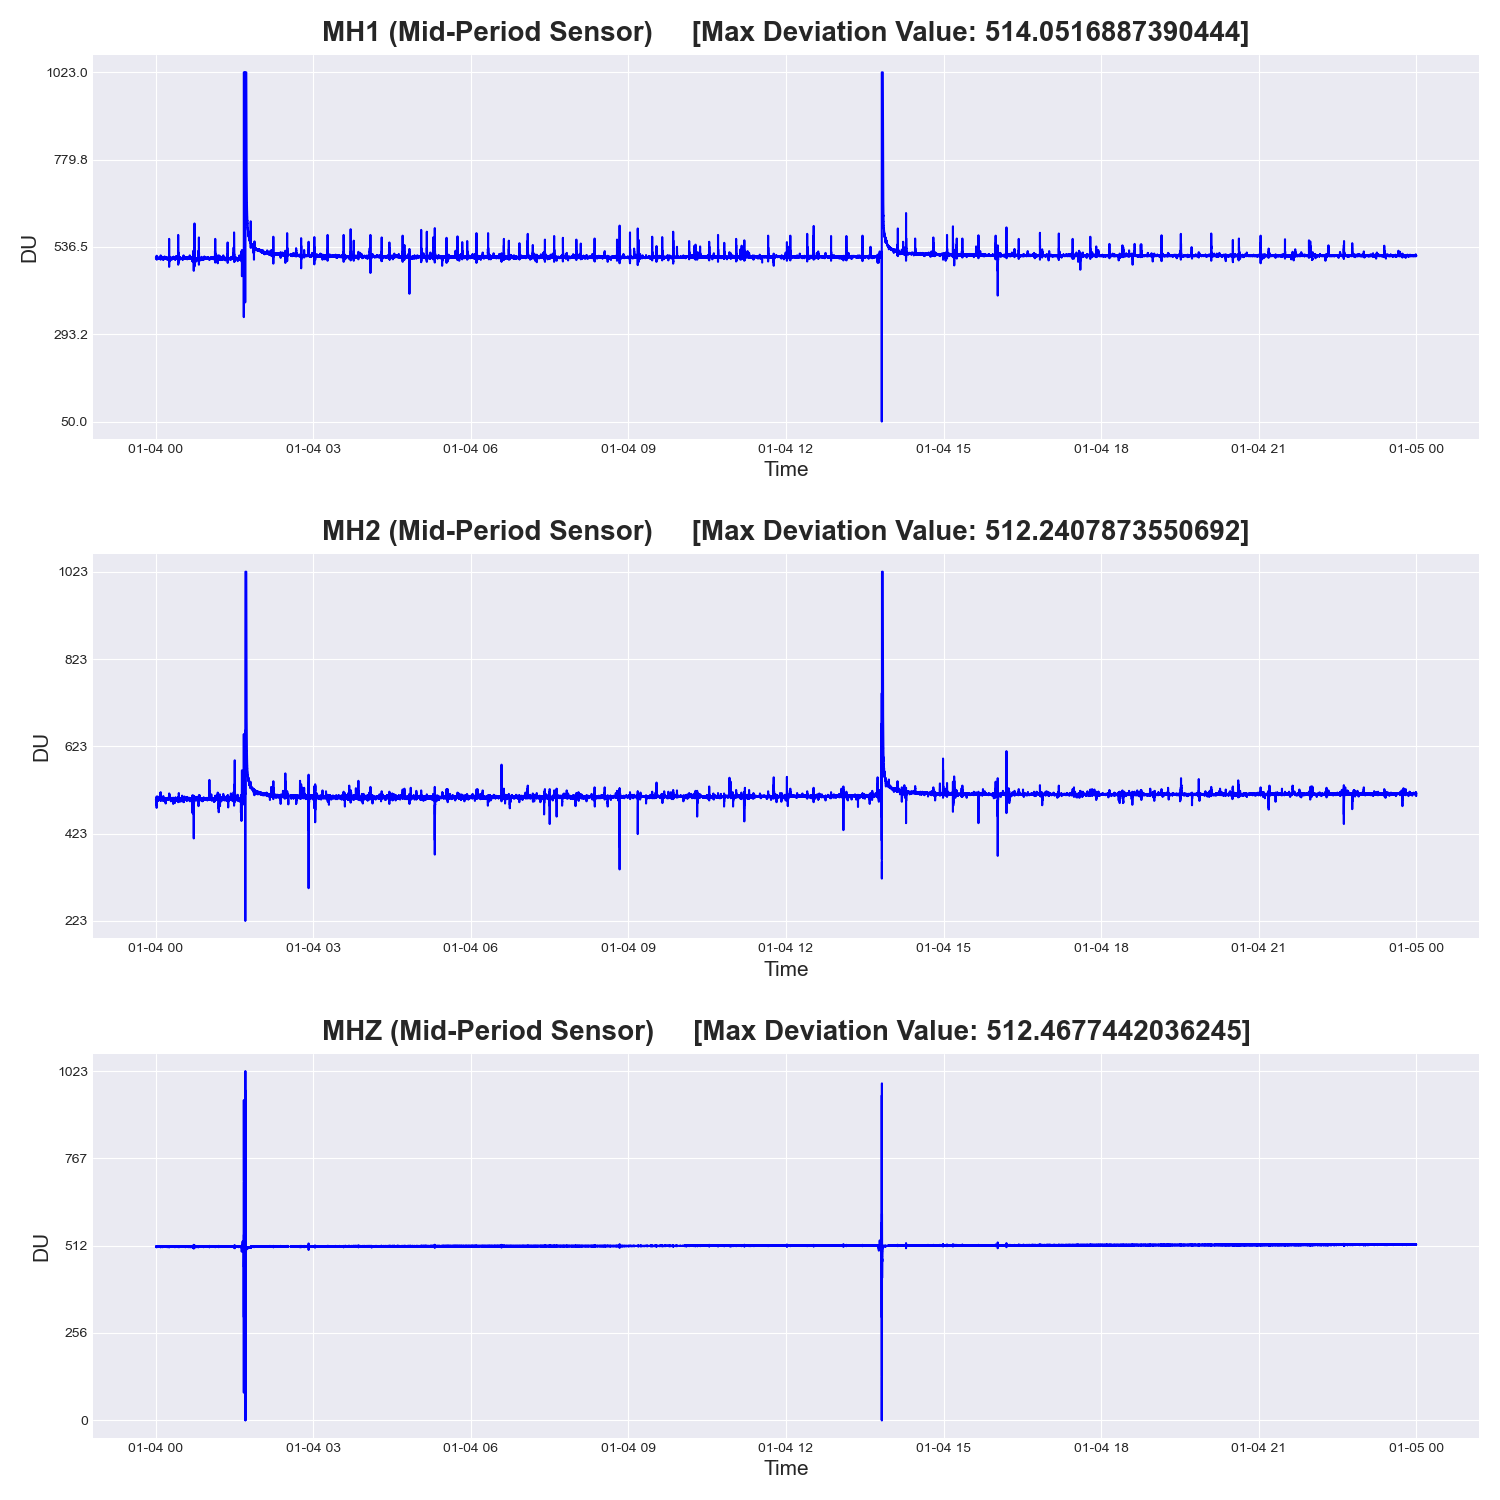 MH1 (Mid-Period Sensor) [Max Deviation Value: 514.0516887390444]
1023.0
779.8
536.5
293.2
50.0
DU
01-04 00 01-04 03 01-04 06 01-04 09 01-04 12 01-04 15 01-04 18 01-04 21 01-05 00
Time
MH2 (Mid-Period Sensor) [Max Deviation Value: 512.2407873550692]
1023
823
623
423
223
DU
01-04 00 01-04 03 01-04 06 01-04 09 01-04 12 01-04 15 01-04 18 01-04 21 01-05 00
Time
MHZ (Mid-Period Sensor) [Max Deviation Value: 512.4677442036245]
1023
767
512
256
0
DU
01-04 00 01-04 03 01-04 06 01-04 09 01-04 12 01-04 15 01-04 18 01-04 21 01-05 00
Time